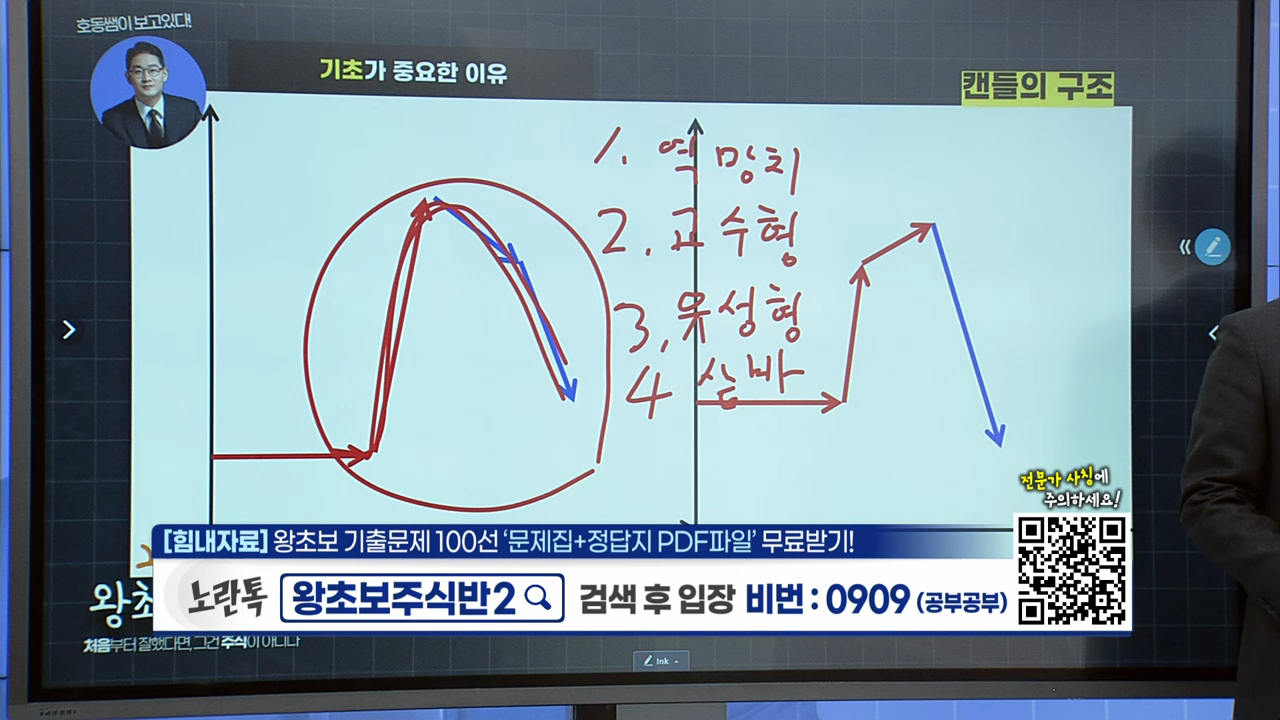 호동쌤이 보고있다!
기초가 중요한 이유
캔들의 구조
1. 역망치
2. 교수형
3. 유성형
4 십바
전문가 사칭에
주의하세요!
[힘내자료] 왕초보 기출문제 100선 '문제집+정답지 PDF파일' 무료받기!
노란톡 왕초보주식반2 검색 후 입장 비번 : 0909 (공부공부)
왕초
처음부터 잘했다면, 그건 주식이 아니다
Ink